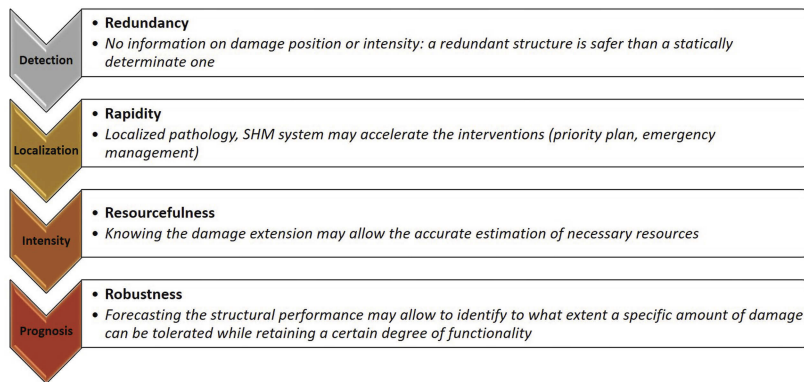 Detection
• Redundancy
• No information on damage position or intensity: a redundant structure is safer than a statically
determinate one
Localization
• Rapidity
• Localized pathology, SHM system may accelerate the interventions (priority plan, emergency
management)
Intensity
• Resourcefulness
• Knowing the damage extension may allow the accurate estimation of necessary resources
Prognosis
• Robustness
• Forecasting the structural performance may allow to identify to what extent a specific amount of damage
can be tolerated while retaining a certain degree of functionality